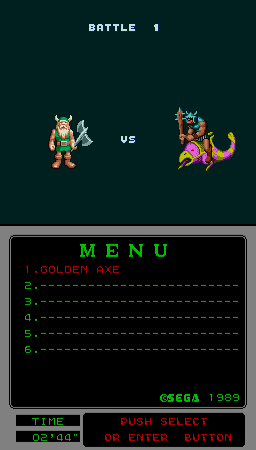 BATTLE 1
VS
MENU
1.GOLDEN AXE
2.-------------------------
3.-------------------------
4.-------------------------
5.-------------------------
6.-------------------------
©SEGA 1989
TIME
02'44"
PUSH SELECT
OR ENTER BUTTON